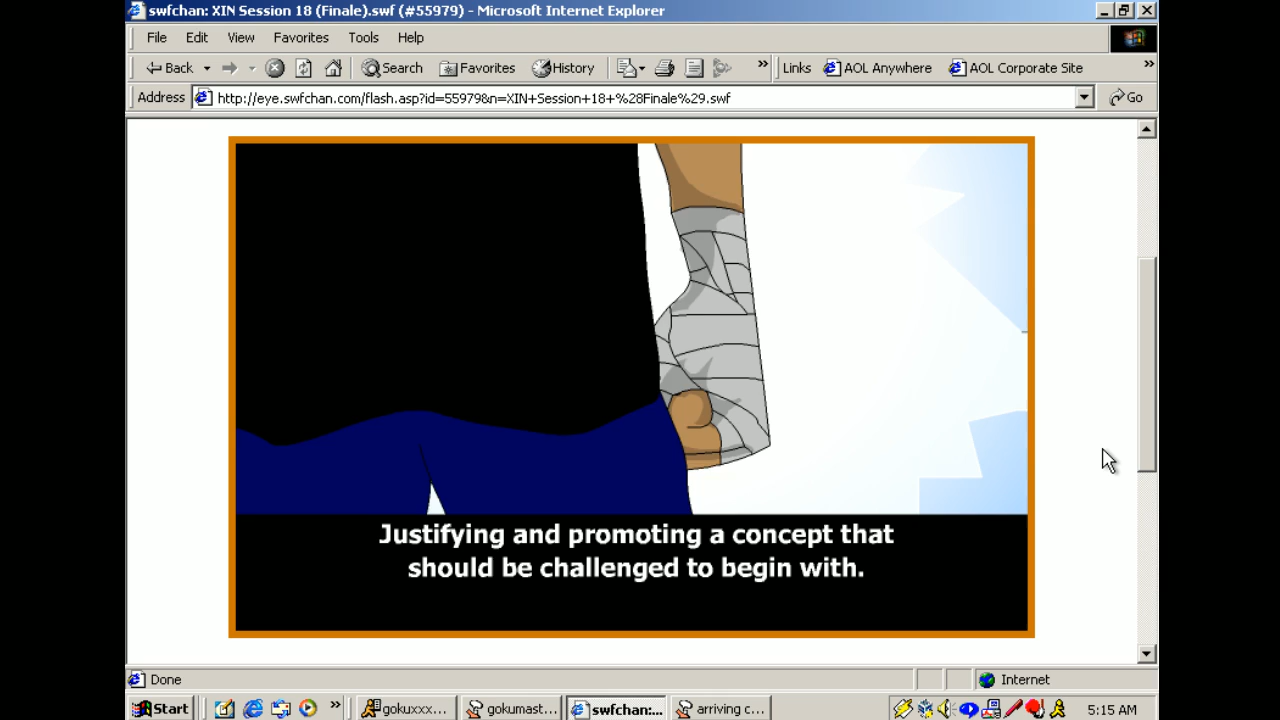 swfchan: XIN Session 18 (Finale).swf (#55979) - Microsoft Internet Explorer
File Edit View Favorites Tools Help
Back Search Favorites History » Links AOL Anywhere AOL Corporate Site »
Address http://eye.swfchan.com/flash.asp?id=55979&n=XIN+Session+18+%28Finale%29.swf Go
Justifying and promoting a concept that
should be challenged to begin with.
Done Internet
Start » gokuxxx... gokumast... swfchan:... arriving c... 5:15 AM